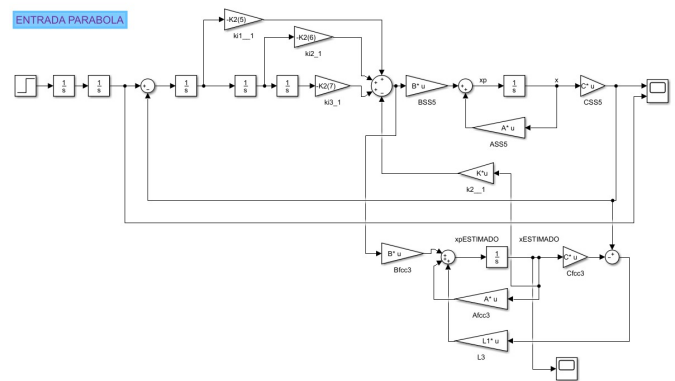 ENTRADA PARABOLA
-K2(5)
ki1__1
-K2(6)
ki2_1
1
s
1
s
1
s
1
s
1
s
-K2(7)
ki3_1
B* u
BSS5
xp
1
s
x
C* u
CSS5
A* u
ASS5
K*u
k2__1
xpESTIMADO
xESTIMADO
B* u
Bfcc3
1
s
C* u
Cfcc3
A* u
Afcc3
L1* u
L3